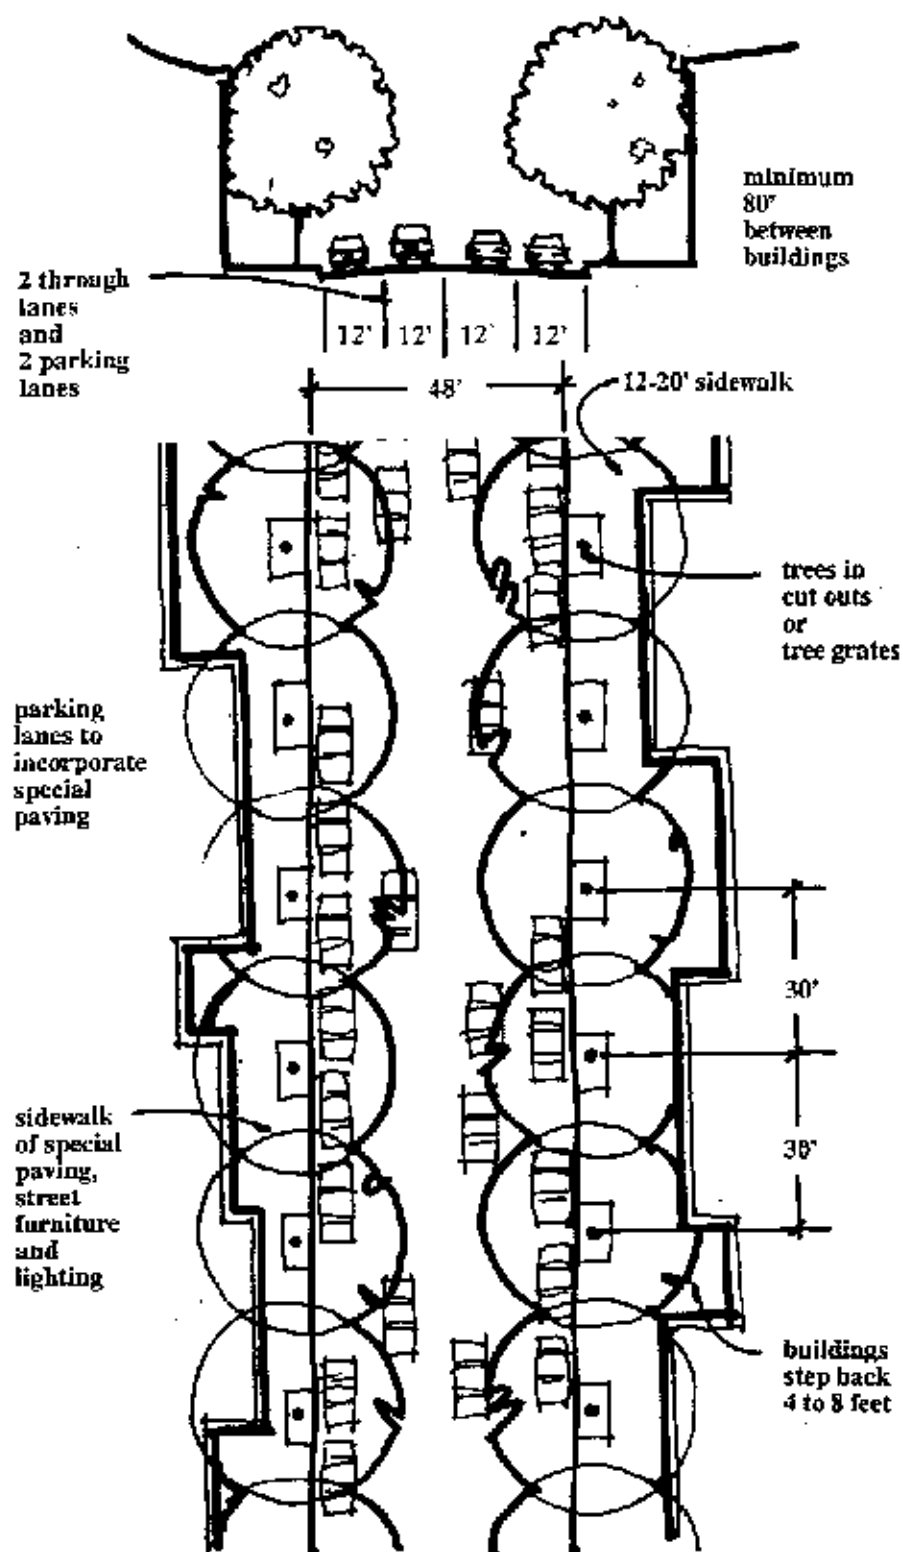 minimum
80'
between
buildings
2 through
lanes
and
2 parking
lanes
12' 12' 12' 12'
48'
12-20' sidewalk
trees in
cut outs
or
tree grates
parking
lanes to
incorporate
special
paving
30'
30'
sidewalk
of special
paving,
street
furniture
and
lighting
buildings
step back
4 to 8 feet